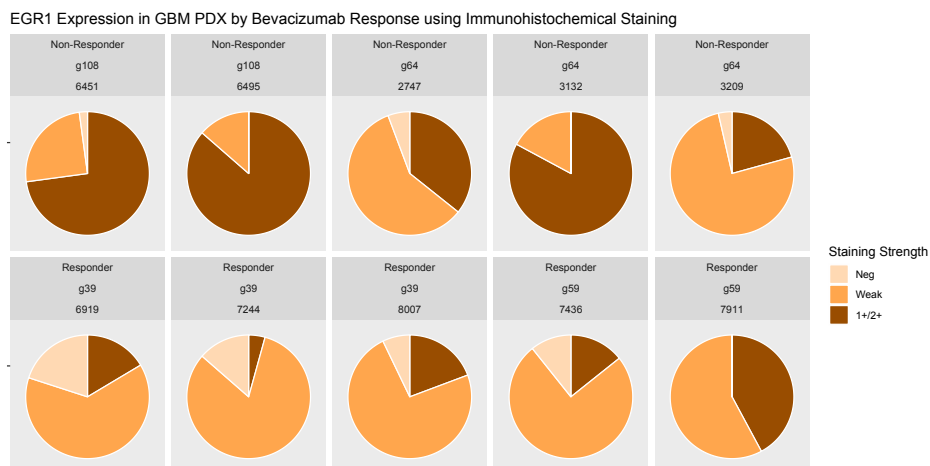 EGR1 Expression in GBM PDX by Bevacizumab Response using Immunohistochemical Staining
Non-Responder
g108
6451
Non-Responder
g108
6495
Non-Responder
g64
2747
Non-Responder
g64
3132
Non-Responder
g64
3209
Responder
g39
6919
Responder
g39
7244
Responder
g39
8007
Responder
g59
7436
Responder
g59
7911
Staining Strength
Neg
Weak
1+/2+